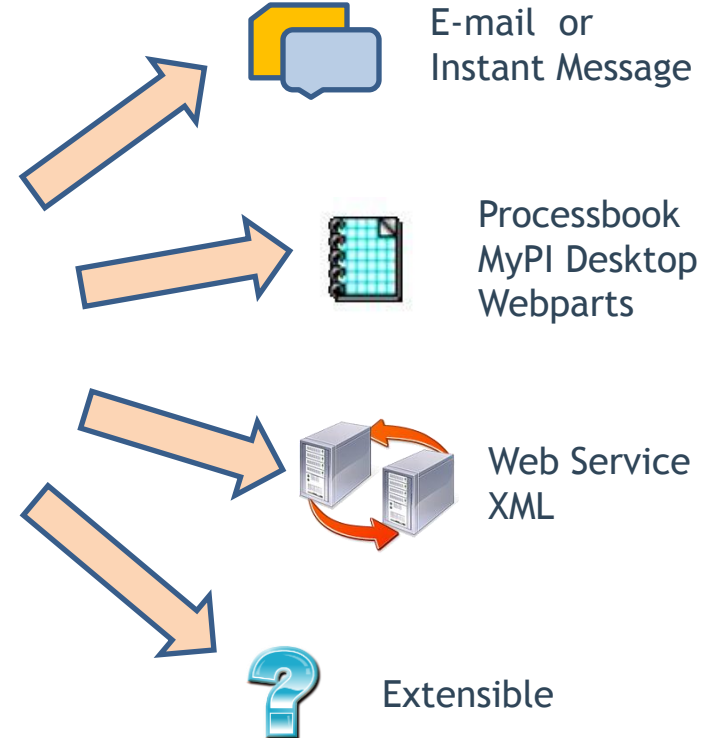 E-mail or
Instant Message
Processbook
MyPI Desktop
Webparts
Web Service
XML
Extensible